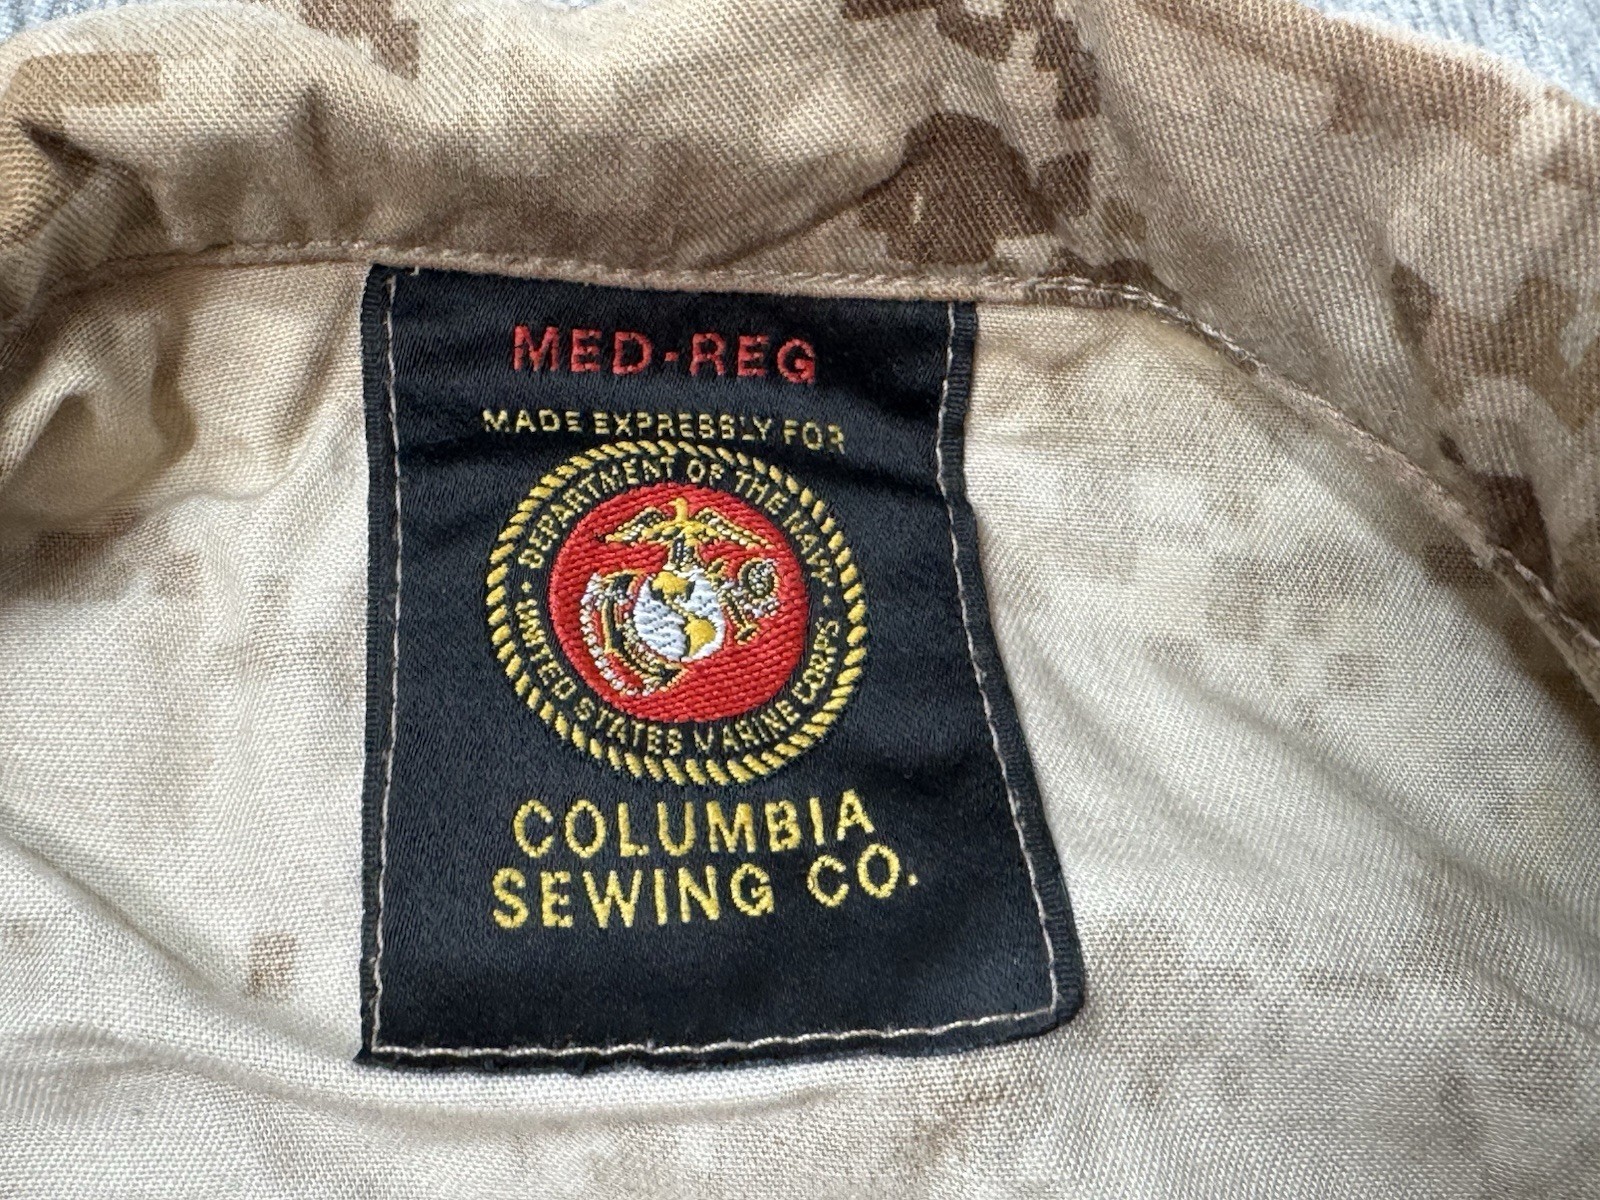 MED-REG
MADE EXPRESSLY FOR
DEPARTMENT OF THE NAVY
UNITED STATES MARINE CORPS
COLUMBIA
SEWING CO.